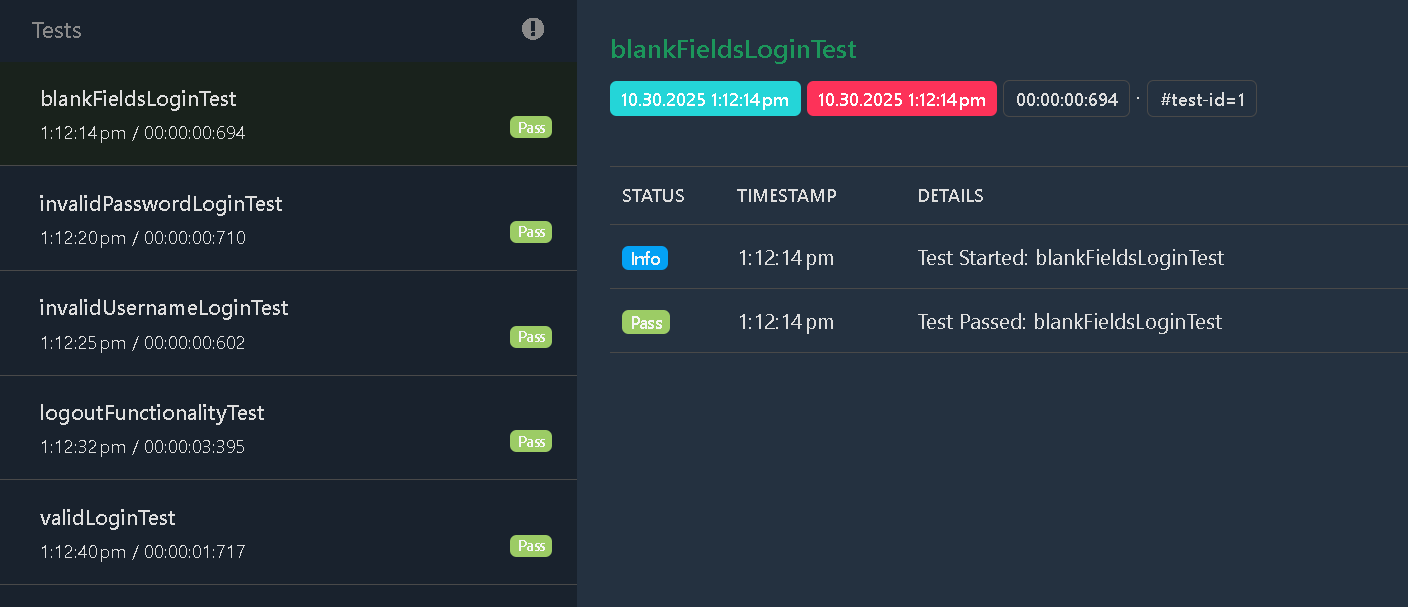 Tests
blankFieldsLoginTest
1:12:14 pm / 00:00:00:694
Pass
invalidPasswordLoginTest
1:12:20 pm / 00:00:00:710
Pass
invalidUsernameLoginTest
1:12:25 pm / 00:00:00:602
Pass
logoutFunctionalityTest
1:12:32 pm / 00:00:03:395
Pass
validLoginTest
1:12:40 pm / 00:00:01:717
Pass
blankFieldsLoginTest
10.30.2025 1:12:14 pm 10.30.2025 1:12:14 pm 00:00:00:694 · #test-id=1
STATUS TIMESTAMP DETAILS
Info 1:12:14 pm Test Started: blankFieldsLoginTest
Pass 1:12:14 pm Test Passed: blankFieldsLoginTest